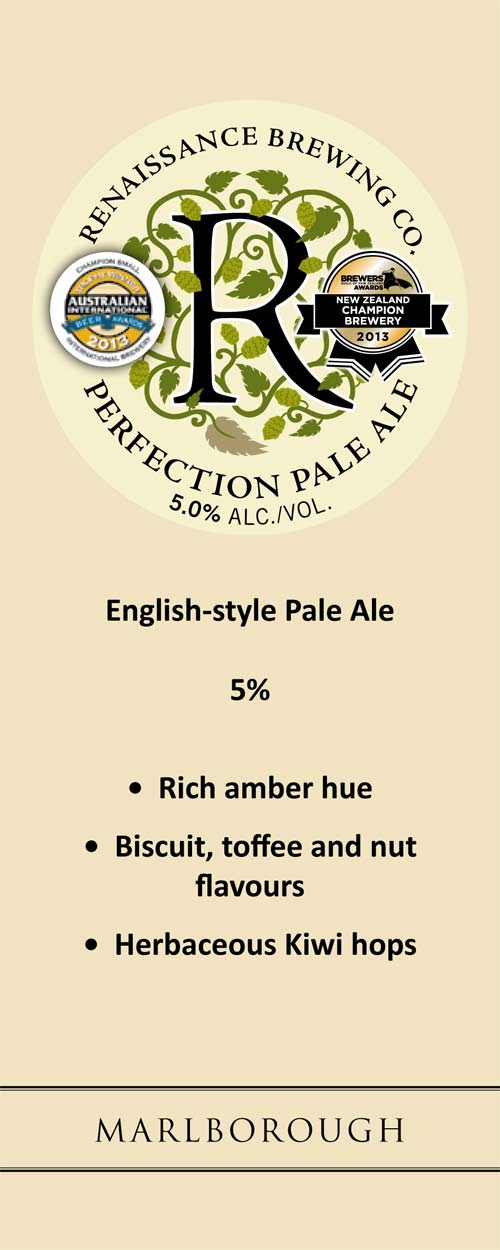 RENAISSANCE BREWING CO.
R
CHAMPION SMALL
AUSTRALIAN
INTERNATIONAL
BEER AWARDS
2013
INTERNATIONAL BREWERY
BREWERS
AWARDS
NEW ZEALAND
CHAMPION
BREWERY
2013
PERFECTION PALE ALE
5.0% ALC./VOL.
English-style Pale Ale
5%
• Rich amber hue
• Biscuit, toffee and nut
flavours
• Herbaceous Kiwi hops
MARLBOROUGH